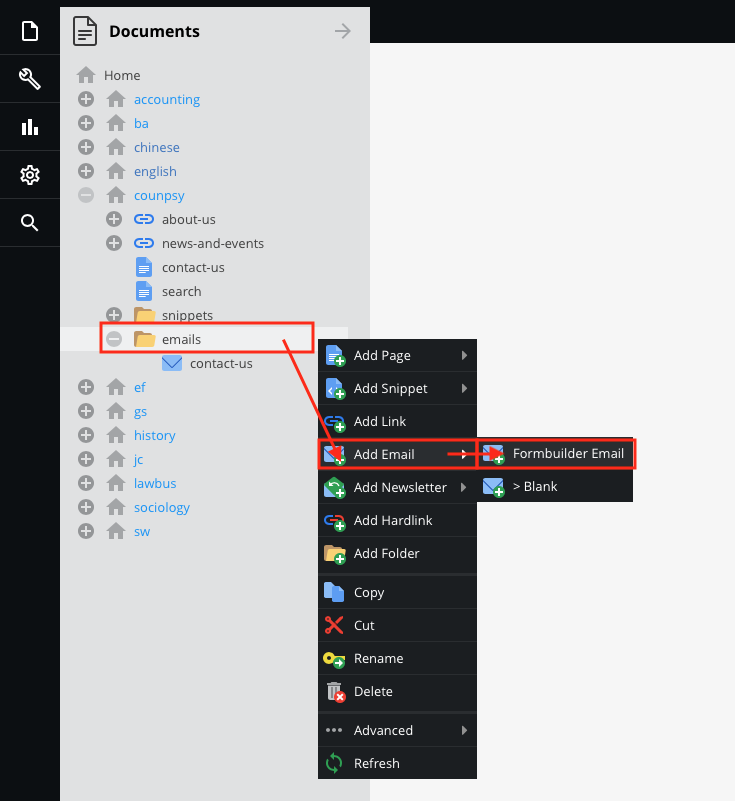 Documents
Home
accounting
ba
chinese
english
counpsy
about-us
news-and-events
contact-us
search
snippets
emails
contact-us
ef
gs
history
jc
lawbus
sociology
sw
Add Page
Add Snippet
Add Link
Add Email
Add Newsletter
Add Hardlink
Add Folder
Copy
Cut
Rename
Delete
Advanced
Refresh
Formbuilder Email
> Blank